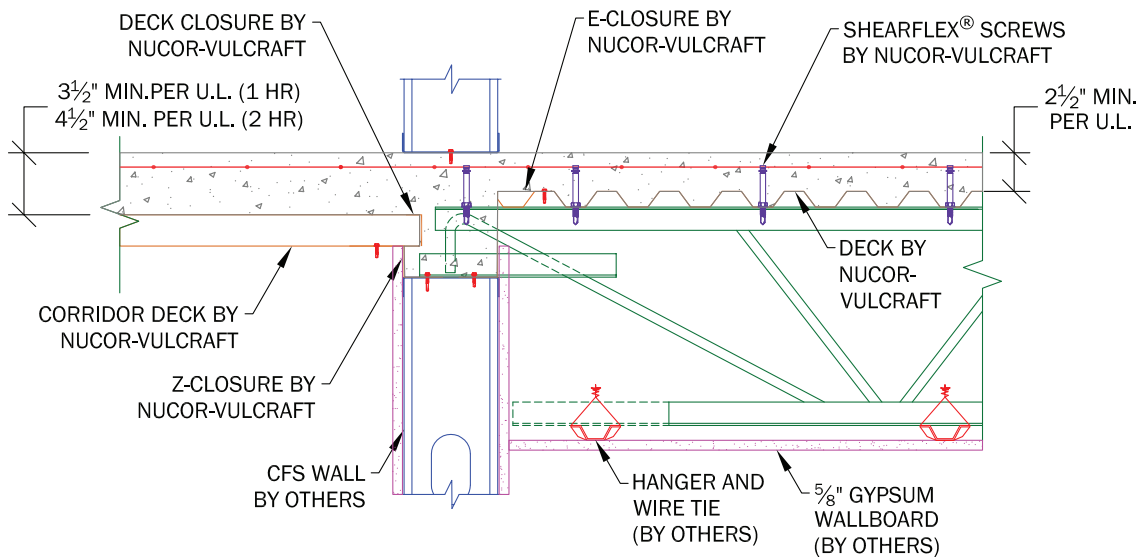 DECK CLOSURE BY
NUCOR-VULCRAFT
E-CLOSURE BY
NUCOR-VULCRAFT
SHEARFLEX® SCREWS
BY NUCOR-VULCRAFT
3½" MIN.PER U.L. (1 HR)
4½" MIN. PER U.L. (2 HR)
2½" MIN.
PER U.L.
DECK BY
NUCOR-
VULCRAFT
CORRIDOR DECK BY
NUCOR-VULCRAFT
Z-CLOSURE BY
NUCOR-VULCRAFT
CFS WALL
BY OTHERS
HANGER AND
WIRE TIE
(BY OTHERS)
⅝" GYPSUM
WALLBOARD
(BY OTHERS)